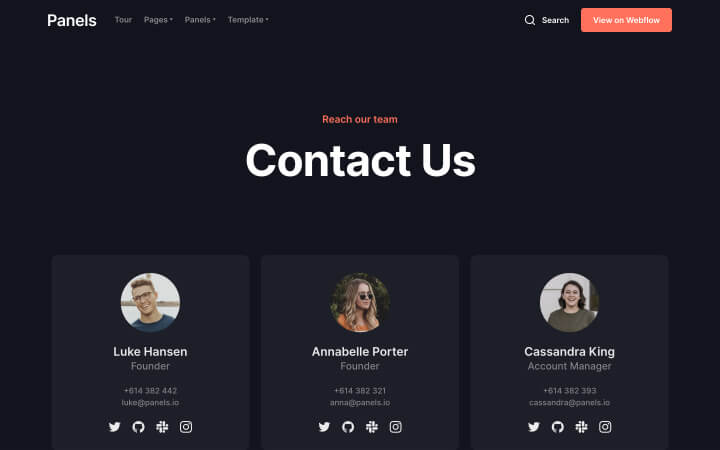 Panels
Tour Pages Panels Template
Search
View on Webflow
Reach our team
Contact Us
Luke Hansen
Founder
+614 382 442
luke@panels.io
Annabelle Porter
Founder
+614 382 321
anna@panels.io
Cassandra King
Account Manager
+614 382 393
cassandra@panels.io